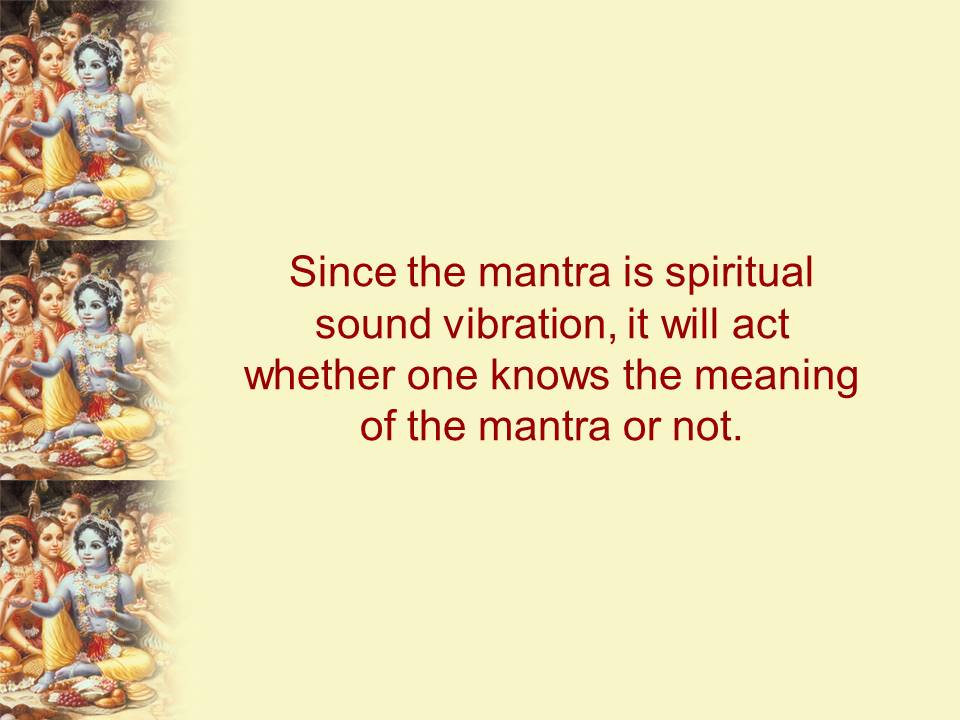 Since the mantra is spiritual
sound vibration, it will act
whether one knows the meaning
of the mantra or not.